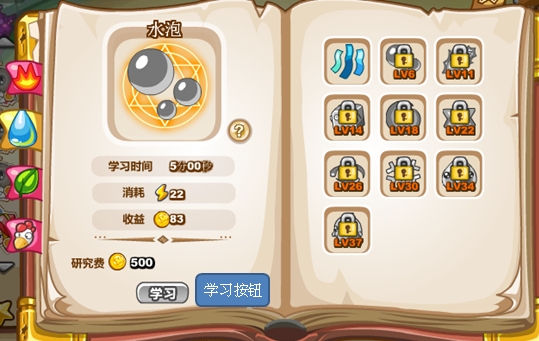 水泡
?
学习时间 5分00秒
消耗 22
收益 83
研究费 500
学习 学习按钮
LV6 LV11
LV14 LV18 LV22
LV26 LV30 LV34
LV37